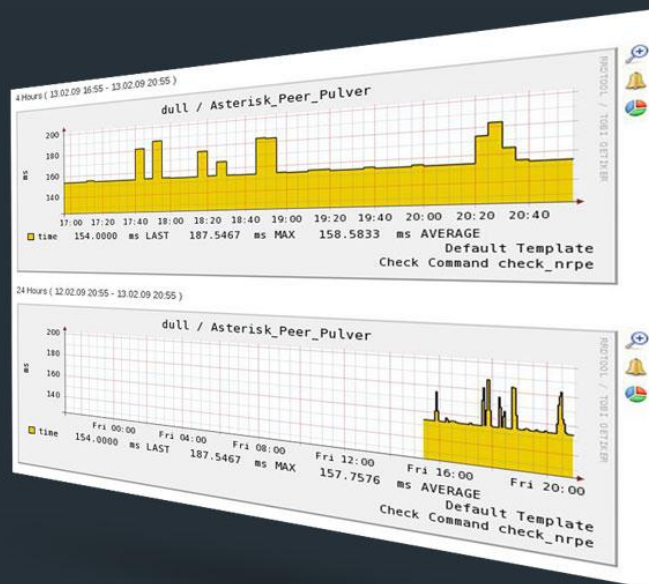 4 Hours ( 13.02.09 16:55 - 13.02.09 20:55 )
dull / Asterisk_Peer_Pulver
RRDTOOL / TOBI OETIKER
200
180
160
140
ms
17:00 17:20 17:40 18:00 18:20 18:40 19:00 19:20 19:40 20:00 20:20 20:40
time 154.0000 ms LAST 187.5467 ms MAX 158.5833 ms AVERAGE
Default Template
Check Command check_nrpe
24 Hours ( 12.02.09 20:55 - 13.02.09 20:55 )
dull / Asterisk_Peer_Pulver
RRDTOOL / TOBI OETIKER
200
180
160
140
ms
Fri 00:00 Fri 04:00 Fri 08:00 Fri 12:00 Fri 16:00 Fri 20:00
time 154.0000 ms LAST 187.5467 ms MAX 157.7576 ms AVERAGE
Default Template
Check Command check_nrpe